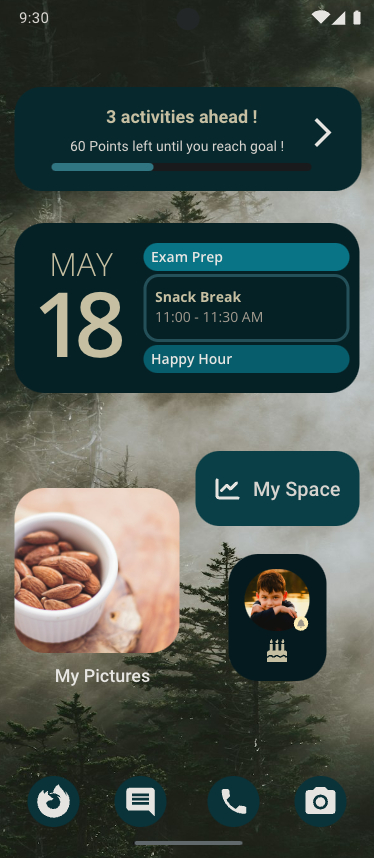 9:30
3 activities ahead !
60 Points left until you reach goal !
MAY
18
Exam Prep
Snack Break
11:00 - 11:30 AM
Happy Hour
My Space
My Pictures